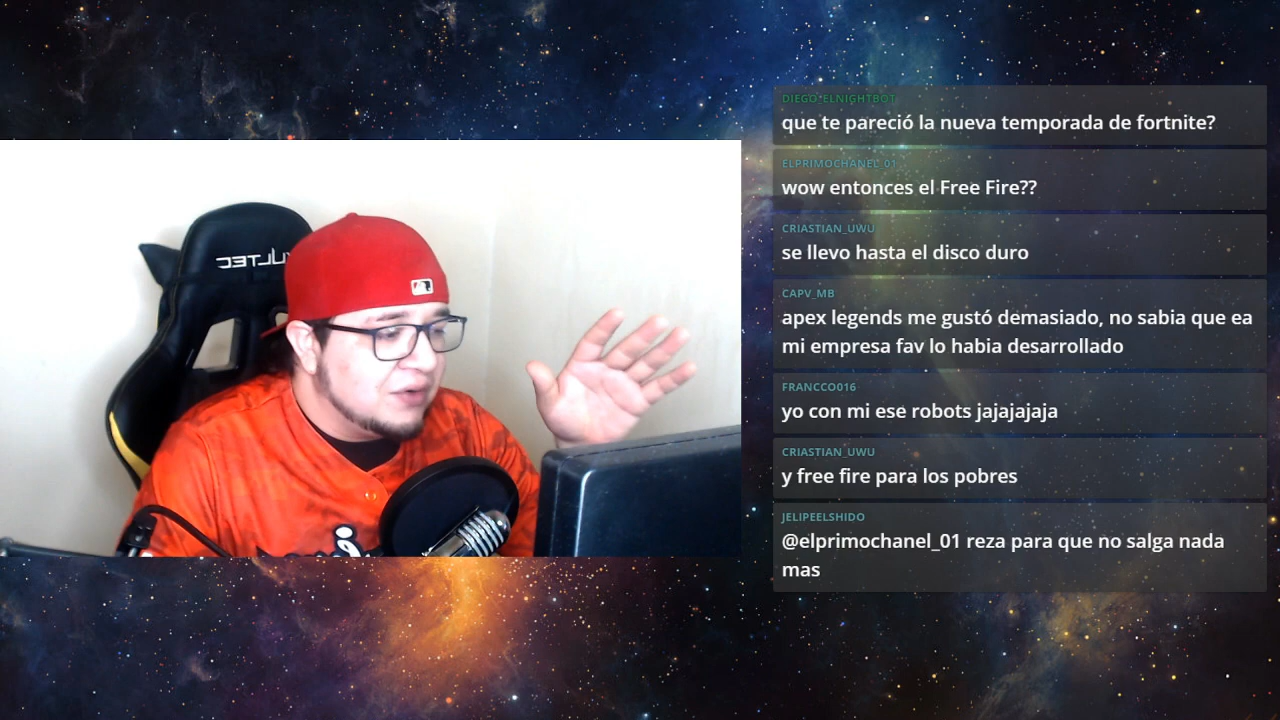 DIEGO_ELNIGHTBOT
que te pareció la nueva temporada de fortnite?
ELPRIMOCHANEL_01
wow entonces el Free Fire??
CRIASTIAN_UWU
se llevo hasta el disco duro
CAPV_MB
apex legends me gustó demasiado, no sabia que ea
mi empresa fav lo habia desarrollado
FRANCCO016
yo con mi ese robots jajajajaja
CRIASTIAN_UWU
y free fire para los pobres
JELIPEELSHIDO
@elprimochanel_01 reza para que no salga nada
mas